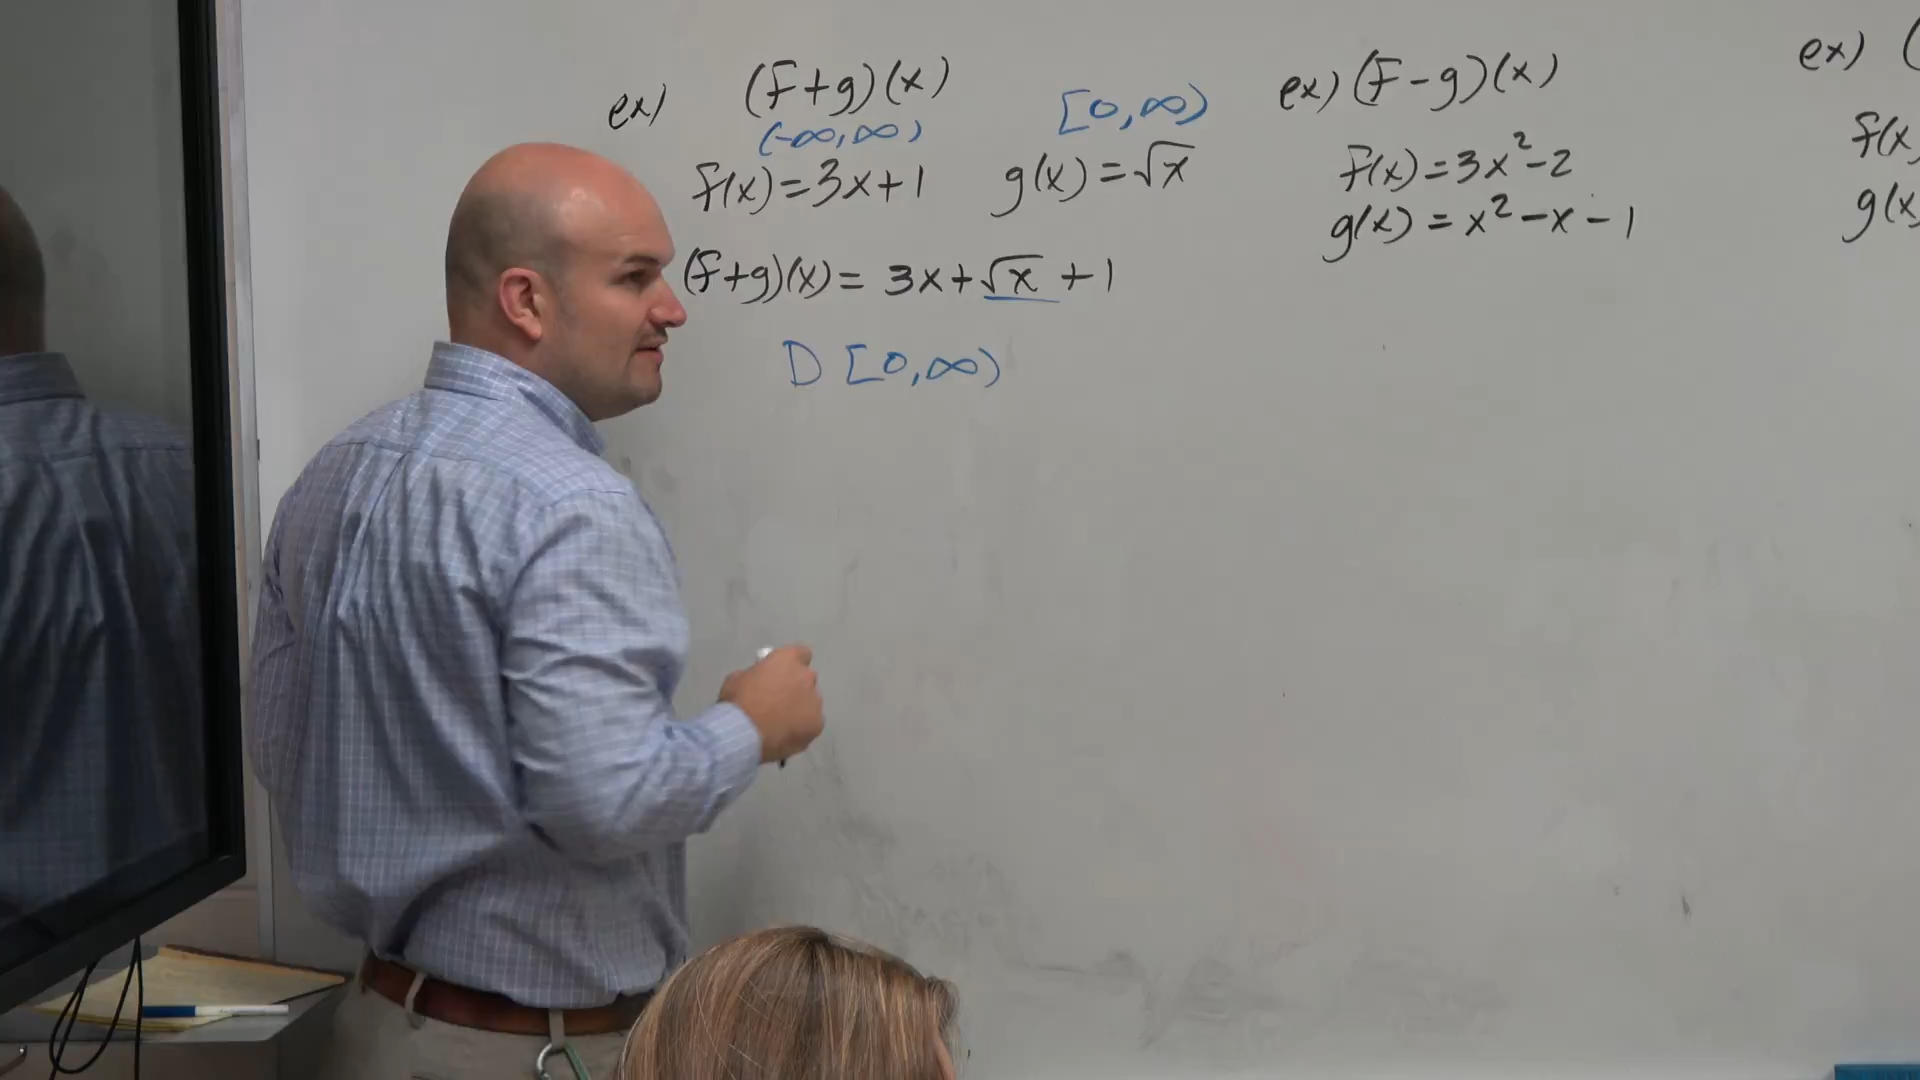 ex) (f+g)(x)
(-∞,∞) [0,∞)
f(x)=3x+1 g(x)=√x
(f+g)(x)= 3x+√x +1
D [0,∞)
ex) (f-g)(x)
f(x)=3x²-2
g(x)=x²-x-1
ex) (
f(x)
g(x)